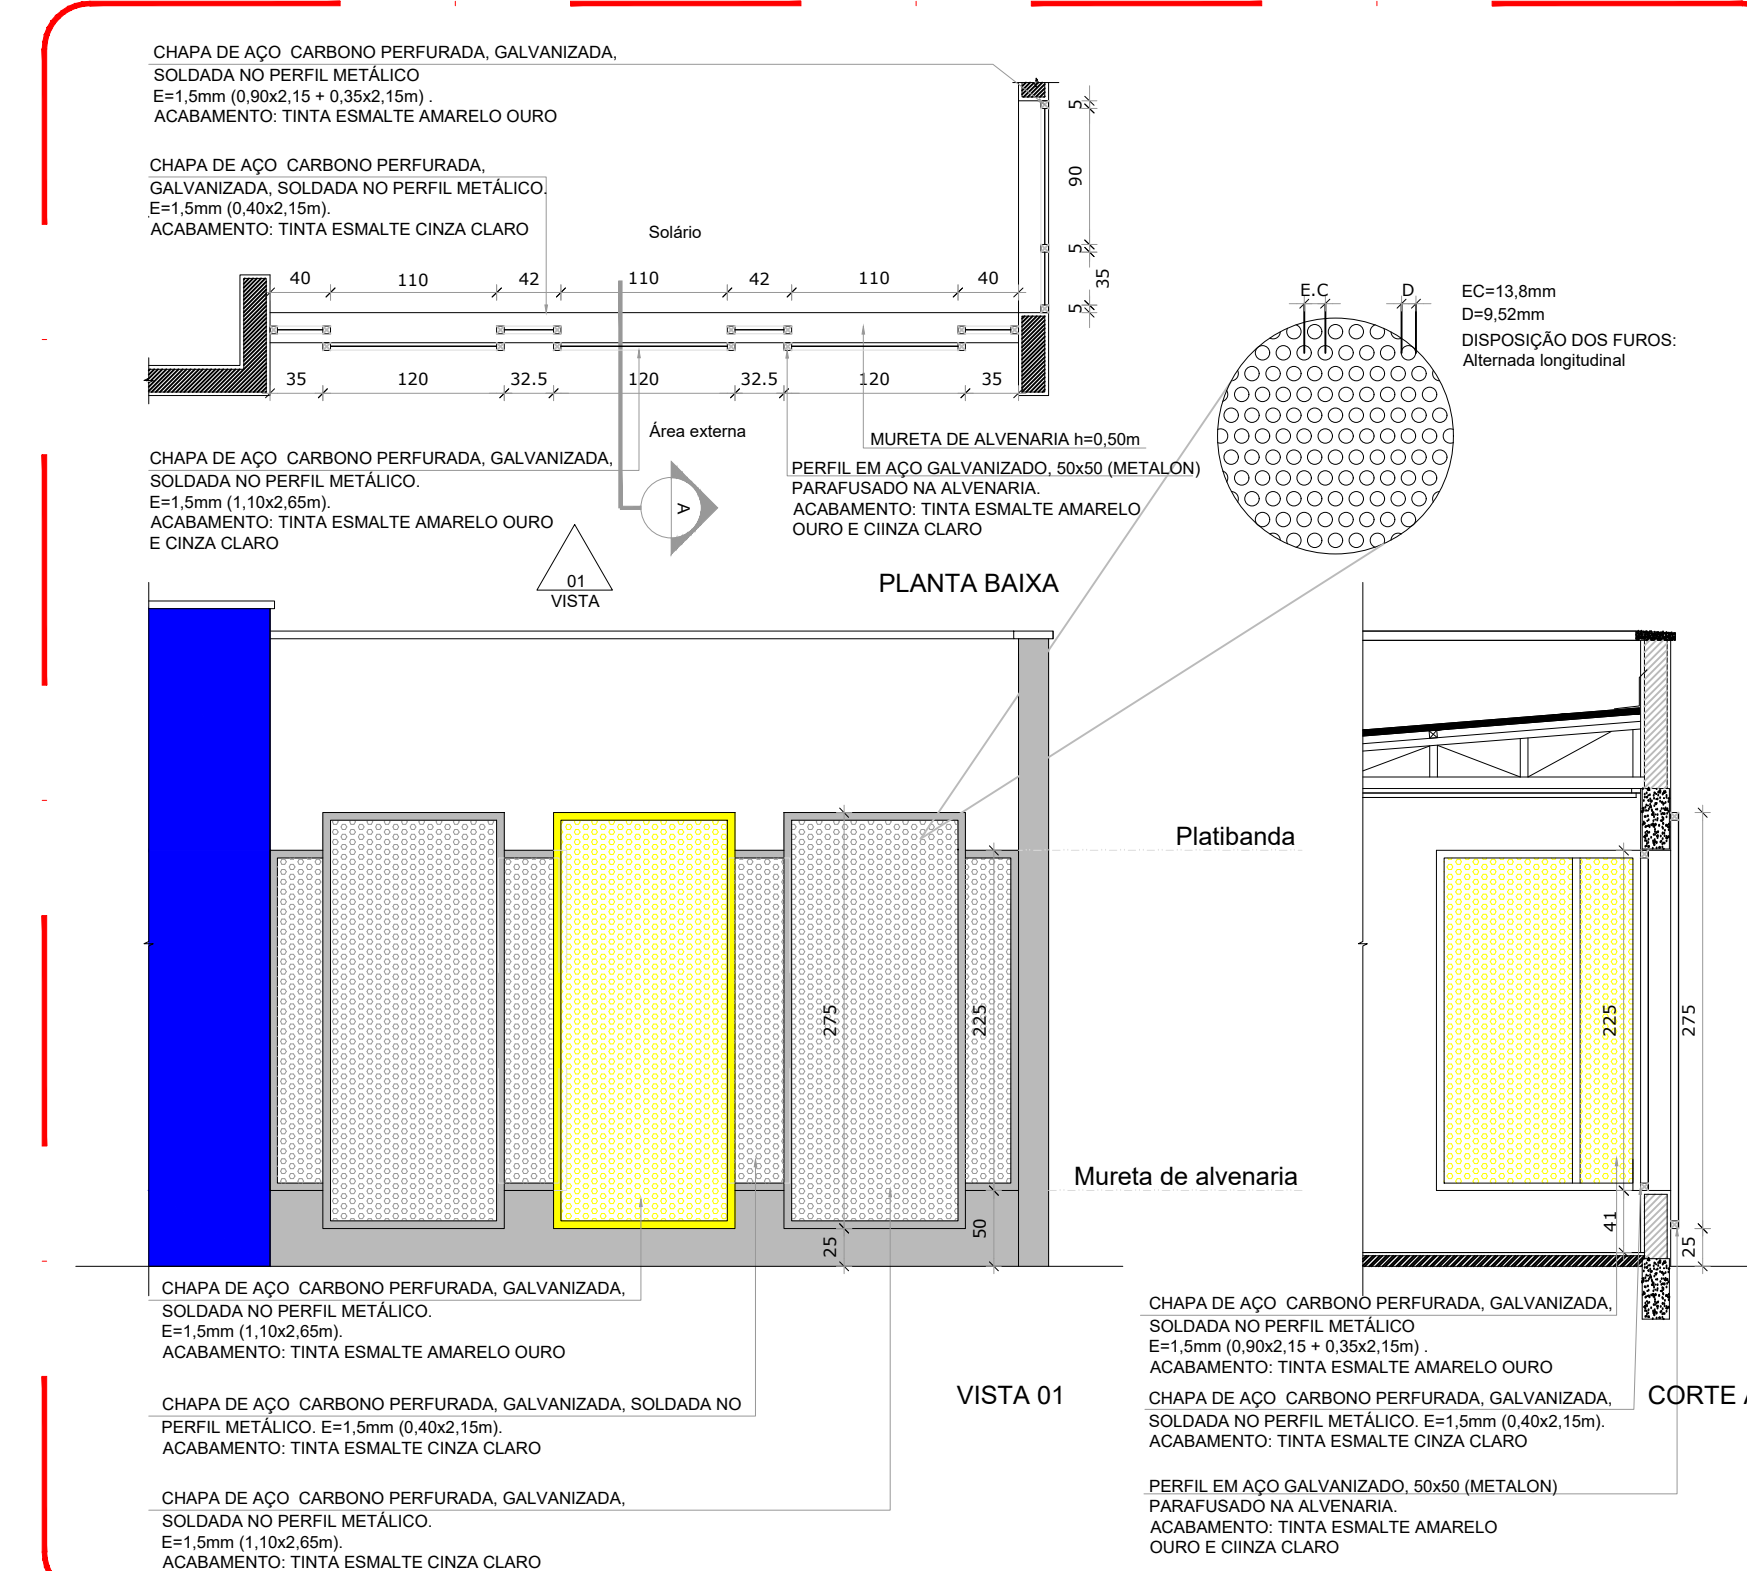 CHAPA DE AÇO  CARBONO PERFURADA, GALVANIZADA,
SOLDADA NO PERFIL METÁLICO
E=1,5mm (0,90x2,15 + 0,35x2,15m) .
ACABAMENTO: TINTA ESMALTE AMARELO OURO
CHAPA DE AÇO  CARBONO PERFURADA,
GALVANIZADA, SOLDADA NO PERFIL METÁLICO.
E=1,5mm (0,40x2,15m).
ACABAMENTO: TINTA ESMALTE CINZA CLARO
Solário
5
90
5
35
5
40 110 42 110 42 110 40
35 120 32.5 120 32.5 120 35
E.C D
EC=13,8mm
D=9,52mm
DISPOSIÇÃO DOS FUROS:
Alternada longitudinal
Área externa
MURETA DE ALVENARIA h=0,50m
CHAPA DE AÇO  CARBONO PERFURADA, GALVANIZADA,
SOLDADA NO PERFIL METÁLICO.
E=1,5mm (1,10x2,65m).
ACABAMENTO: TINTA ESMALTE AMARELO OURO
E CINZA CLARO
PERFIL EM AÇO GALVANIZADO, 50x50 (METALON)
PARAFUSADO NA ALVENARIA.
ACABAMENTO: TINTA ESMALTE AMARELO
OURO E CIINZA CLARO
A
01
VISTA
PLANTA BAIXA
Platibanda
275
225
225
275
Mureta de alvenaria
25
50
41
25
CHAPA DE AÇO  CARBONO PERFURADA, GALVANIZADA,
SOLDADA NO PERFIL METÁLICO.
E=1,5mm (1,10x2,65m).
ACABAMENTO: TINTA ESMALTE AMARELO OURO
CHAPA DE AÇO  CARBONO PERFURADA, GALVANIZADA, SOLDADA NO
PERFIL METÁLICO. E=1,5mm (0,40x2,15m).
ACABAMENTO: TINTA ESMALTE CINZA CLARO
CHAPA DE AÇO  CARBONO PERFURADA, GALVANIZADA,
SOLDADA NO PERFIL METÁLICO.
E=1,5mm (1,10x2,65m).
ACABAMENTO: TINTA ESMALTE CINZA CLARO
VISTA 01
CHAPA DE AÇO  CARBONO PERFURADA, GALVANIZADA,
SOLDADA NO PERFIL METÁLICO
E=1,5mm (0,90x2,15 + 0,35x2,15m) .
ACABAMENTO: TINTA ESMALTE AMARELO OURO
CHAPA DE AÇO  CARBONO PERFURADA, GALVANIZADA,
SOLDADA NO PERFIL METÁLICO. E=1,5mm (0,40x2,15m).
ACABAMENTO: TINTA ESMALTE CINZA CLARO
CORTE A
PERFIL EM AÇO GALVANIZADO, 50x50 (METALON)
PARAFUSADO NA ALVENARIA.
ACABAMENTO: TINTA ESMALTE AMARELO
OURO E CIINZA CLARO